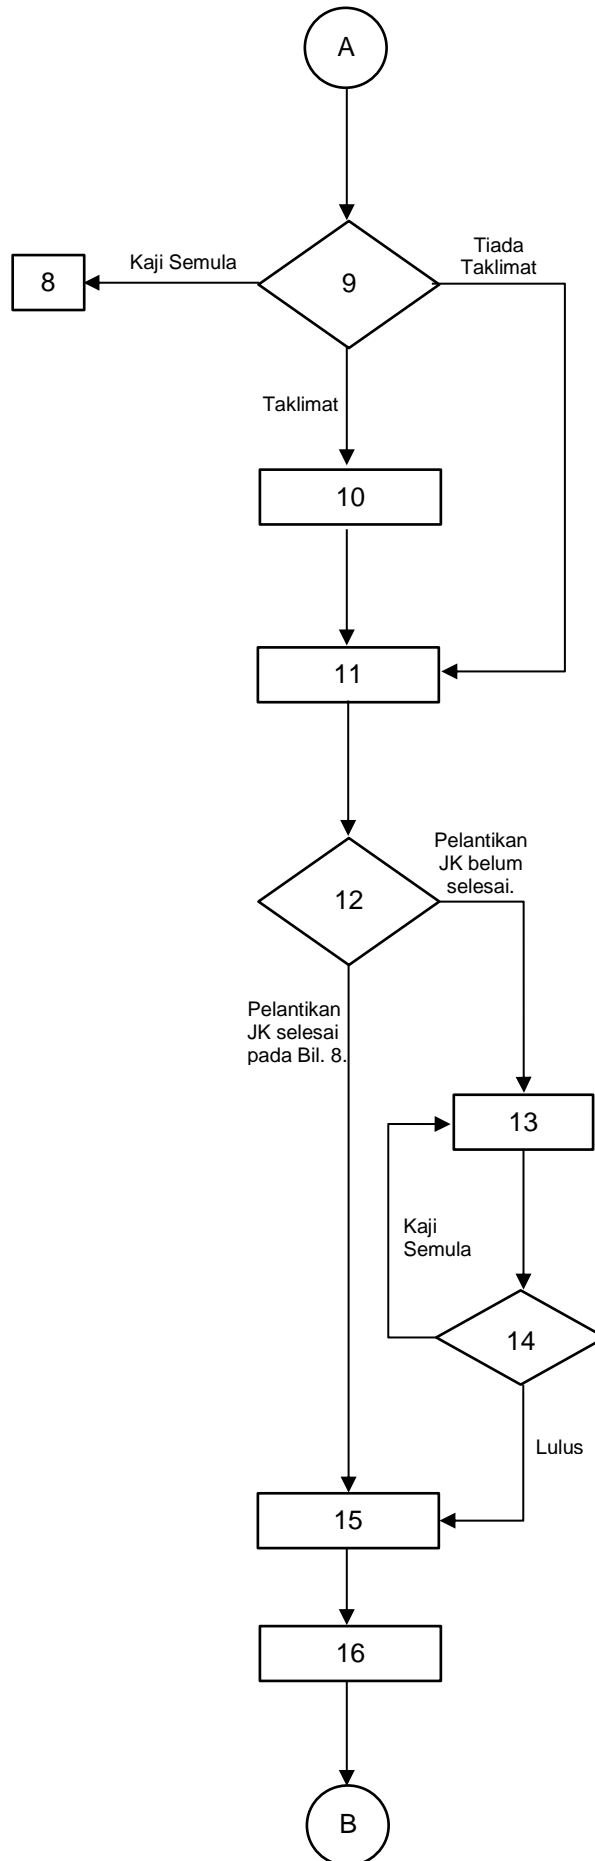 A
Kaji Semula
Tiada
Taklimat
8
9
Taklimat
10
11
Pelantikan
JK belum
selesai.
12
Pelantikan
JK selesai
pada Bil. 8.
13
Kaji
Semula
14
Lulus
15
16
B